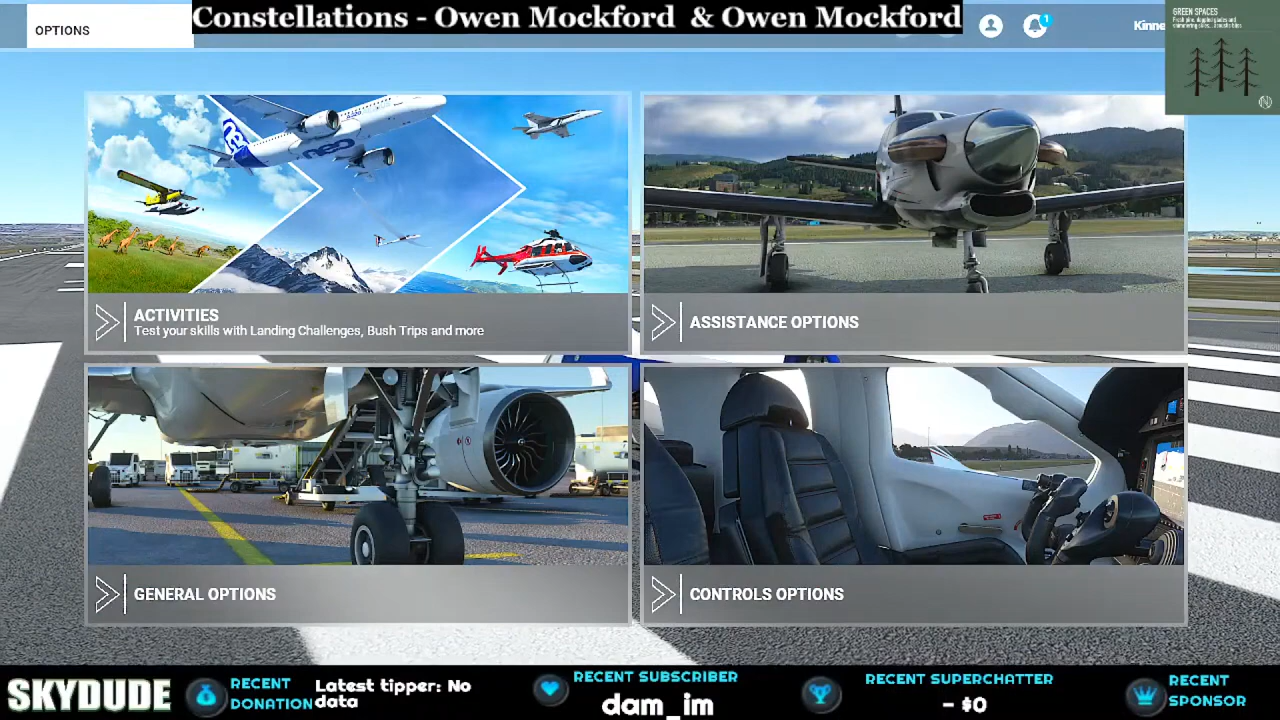 OPTIONS
Constellations - Owen Mockford & Owen Mockford
1
Kinne
GREEN SPACES
neo
ACTIVITIES
Test your skills with Landing Challenges, Bush Trips and more
ASSISTANCE OPTIONS
GENERAL OPTIONS
CONTROLS OPTIONS
SKYDUDE
RECENT
DONATION
Latest tipper: No
data
RECENT SUBSCRIBER
dam_im
RECENT SUPERCHATTER
- $0
RECENT
SPONSOR